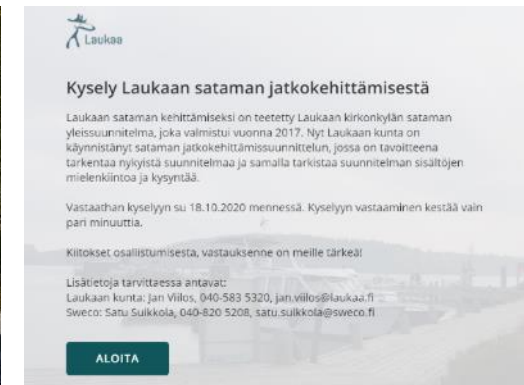 Laukaa
Kysely Laukaan sataman jatkokehittämisestä
Laukaan sataman kehittämiseksi on teetetty Laukaan kirkonkylän sataman
yleissuunnitelma, joka valmistui vuonna 2017. Nyt Laukaan kunta on
käynnistänyt sataman jatkokehittämissuunnittelun, jossa on tavoitteena
tarkentaa nykyistä suunnitelmaa ja samalla tarkistaa suunnitelman sisältöjen
mielenkiintoa ja kysyntää.
Vastaathan kyselyyn su 18.10.2020 mennessä. Kyselyyn vastaaminen kestää vain
pari minuuttia.
Kiitokset osallistumisesta, vastauksenne on meille tärkeä!
Lisätietoja tarvittaessa antavat:
Laukaan kunta: Jan Viilos, 040-583 5320, jan.viilos@laukaa.fi
Sweco: Satu Sulkkola, 040-820 5208, satu.sulkkola@sweco.fi
ALOITA